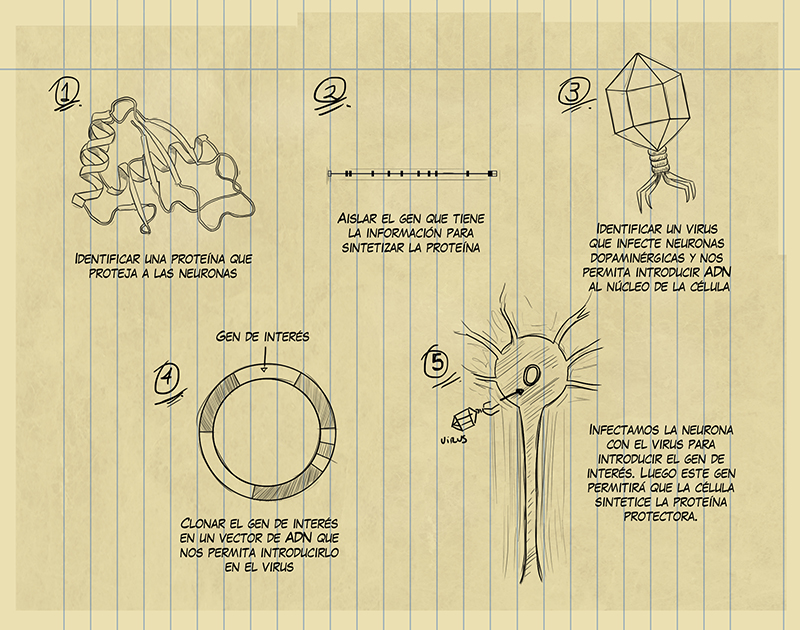 1
IDENTIFICAR UNA PROTEÍNA QUE
PROTEJA A LAS NEURONAS
2
AISLAR EL GEN QUE TIENE
LA INFORMACIÓN PARA
SINTETIZAR LA PROTEÍNA
3
IDENTIFICAR UN VIRUS
QUE INFECTE NEURONAS
DOPAMINÉRGICAS Y NOS
PERMITA INTRODUCIR ADN
AL NÚCLEO DE LA CÉLULA
4
GEN DE INTERÉS
CLONAR EL GEN DE INTERÉS
EN UN VECTOR DE ADN QUE
NOS PERMITA INTRODUCIRLO
EN EL VIRUS
5
VIRUS
INFECTAMOS LA NEURONA
CON EL VIRUS PARA
INTRODUCIR EL GEN DE
INTERÉS. LUEGO ESTE GEN
PERMITIRÁ QUE LA CÉLULA
SINTETICE LA PROTEÍNA
PROTECTORA.